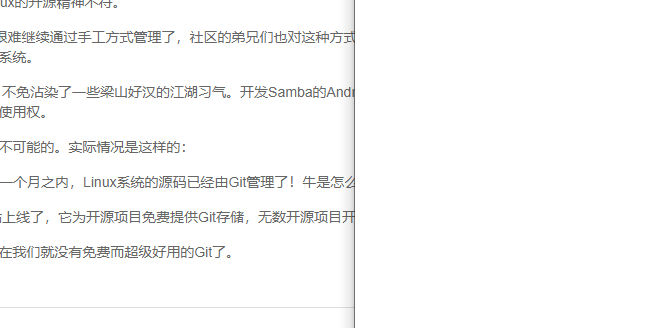 ux的开源精神不符。
很难继续通过手工方式管理了，社区的弟兄们也对这种方式
系统。
不免沾染了一些梁山好汉的江湖习气。开发Samba的Andr
使用权。
不可能的。实际情况是这样的：
一个月之内，Linux系统的源码已经由Git管理了！牛是怎么
上线了，它为开源项目免费提供Git存储，无数开源项目开
在我们就没有免费而超级好用的Git了。